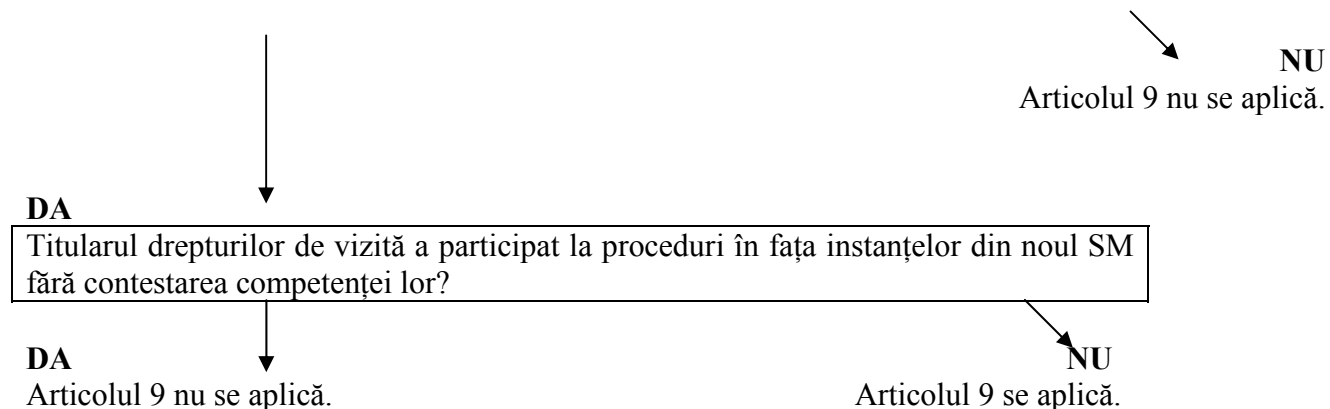 NU
Articolul 9 nu se aplică.
DA
Titularul drepturilor de vizită a participat la proceduri în fața instanțelor din noul SM
fără contestarea competenței lor?
DA
Articolul 9 nu se aplică.
NU
Articolul 9 se aplică.